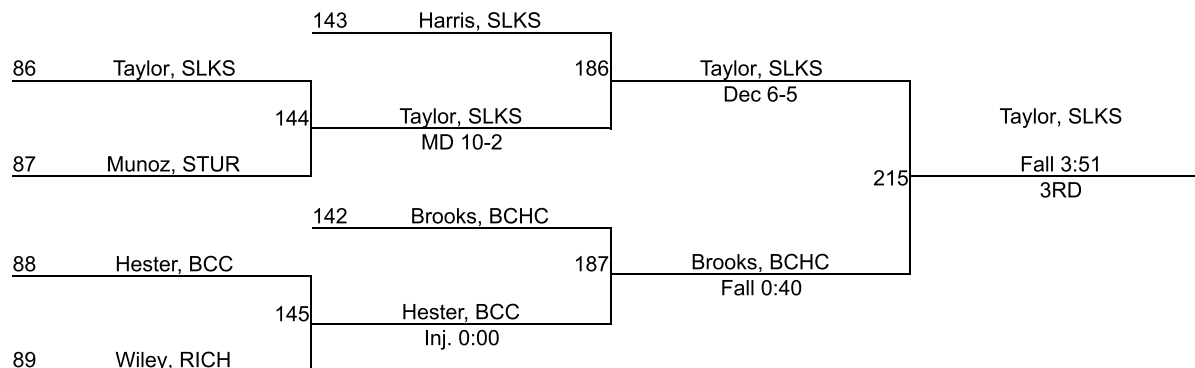 143 Harris, SLKS
86 Taylor, SLKS
186 Taylor, SLKS
Dec 6-5
144 Taylor, SLKS
MD 10-2
Taylor, SLKS
87 Munoz, STUR
Fall 3:51
215
3RD
142 Brooks, BCHC
88 Hester, BCC
187 Brooks, BCHC
Fall 0:40
145 Hester, BCC
Inj. 0:00
89 Wiley, RICH